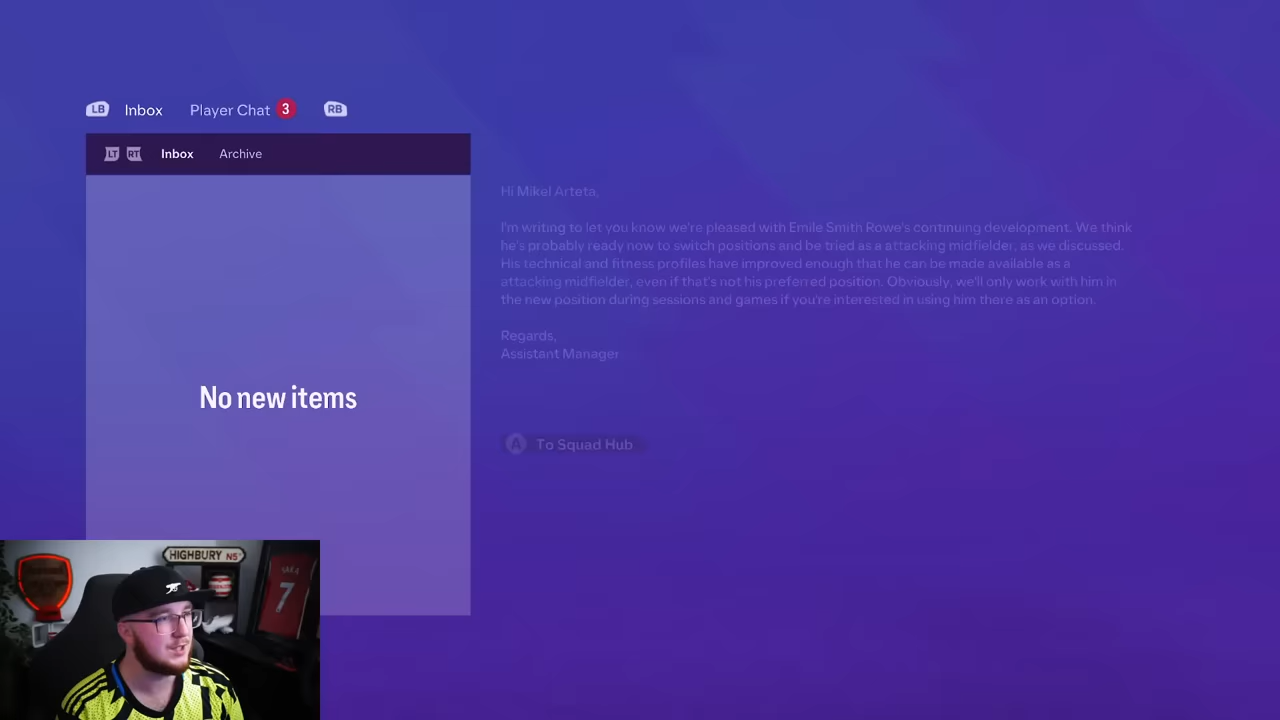 LB Inbox Player Chat 3 RB
LT RT Inbox Archive
Hi Mikel Arteta,
I'm writing to let you know we're pleased with Emile Smith Rowe's continuing development. We think
he's probably ready now to switch positions and be tried as a attacking midfielder, as we discussed.
His technical and fitness profiles have improved enough that he can be made available as a
attacking midfielder, even if that's not his preferred position. Obviously, we'll only work with him in
the new position during sessions and games if you're interested in using him there as an option.
Regards,
Assistant Manager
No new items
A To Squad Hub
HIGHBURY N5
SAKA
7